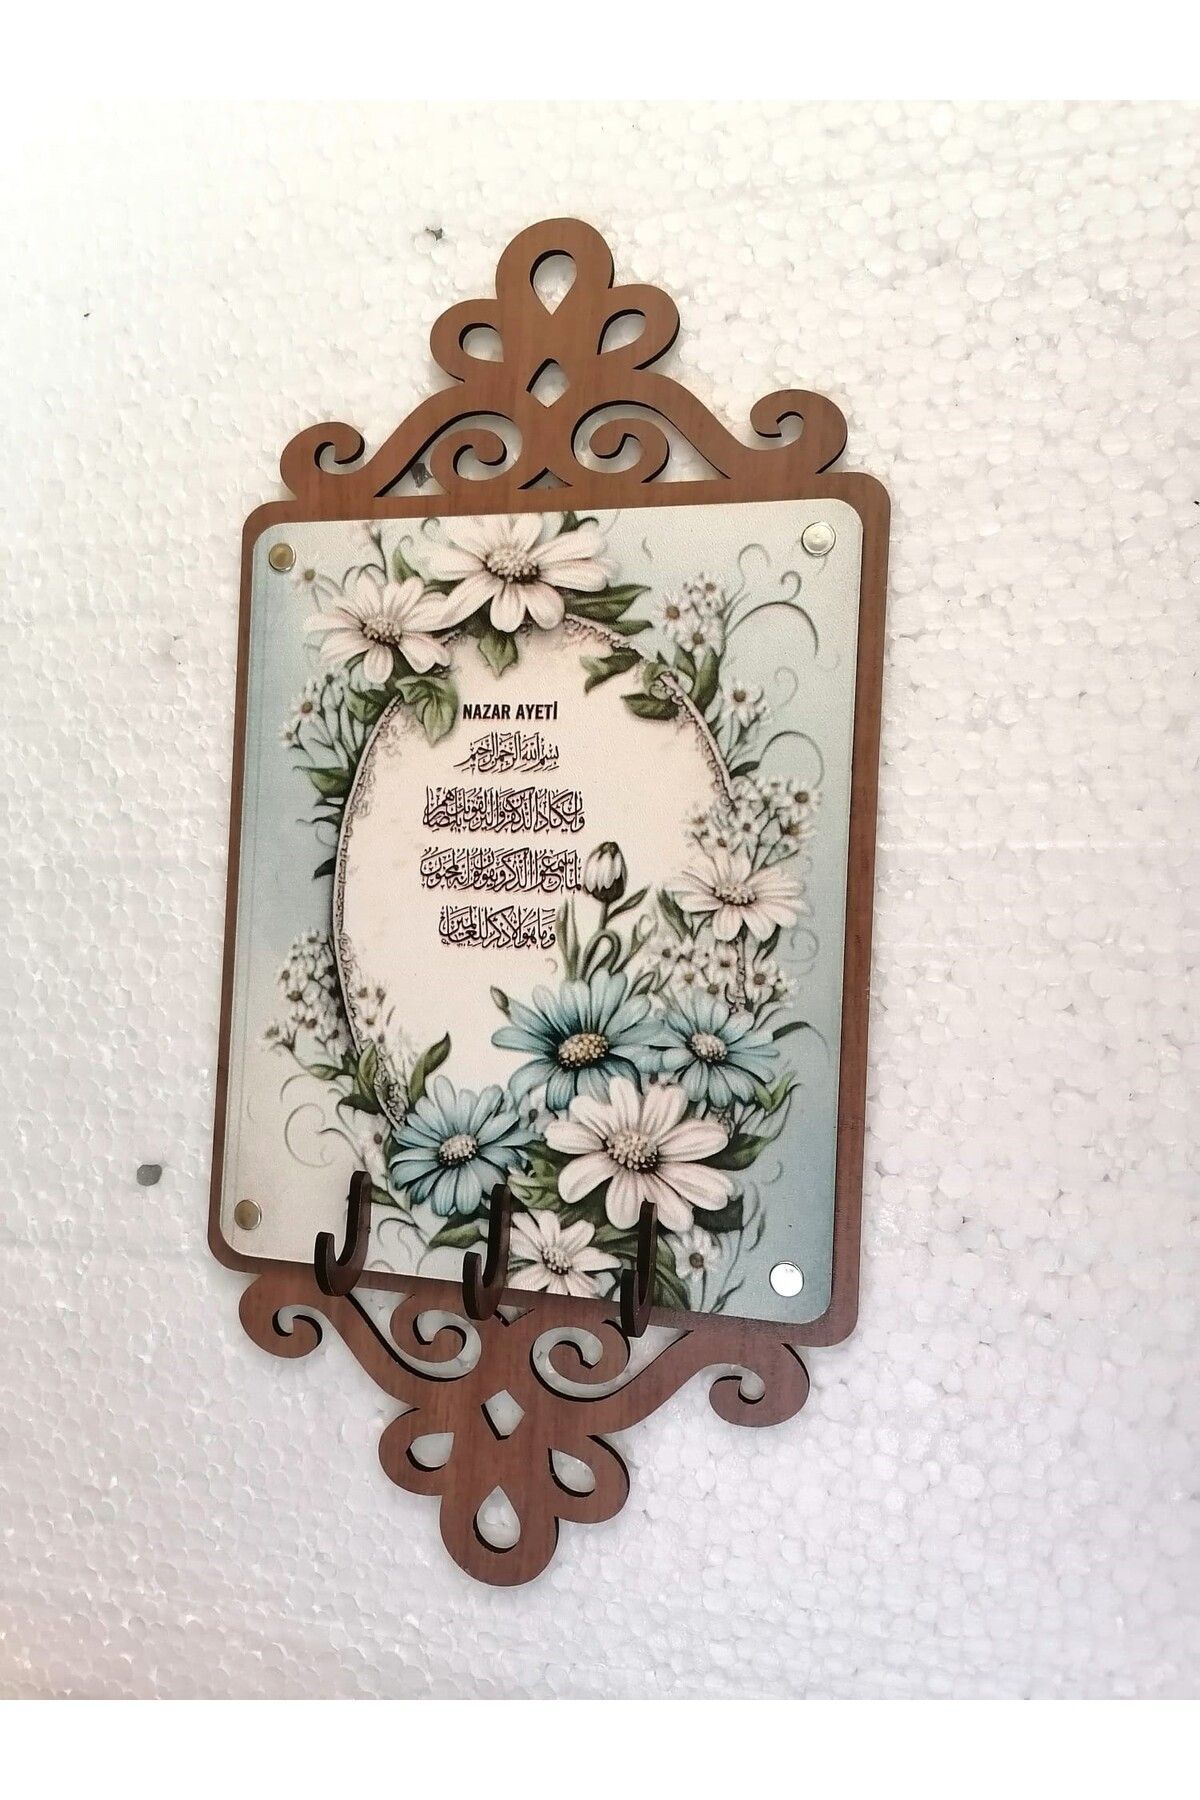 NAZAR AYETİ
بسم الله الرحمن الرحيم
وإن يكاد الذين كفروا ليزلقونك بأبصارهم
لما سمعوا الذكر ويقولون إنه لمجنون
وما هو إلا ذكر للعالمين